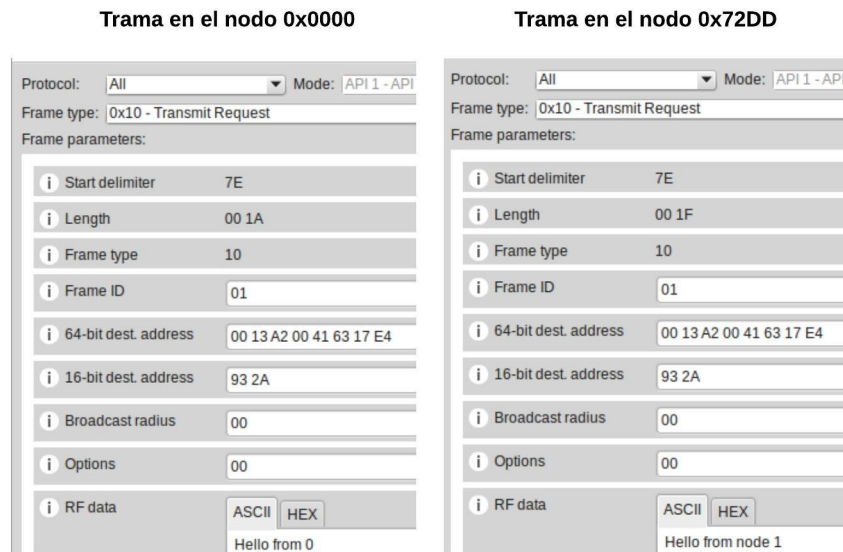 Trama en el nodo 0x0000
Protocol: All Mode: API 1 - API
Frame type: 0x10 - Transmit Request
Frame parameters:
i Start delimiter 7E
i Length 00 1A
i Frame type 10
i Frame ID 01
i 64-bit dest. address 00 13 A2 00 41 63 17 E4
i 16-bit dest. address 93 2A
i Broadcast radius 00
i Options 00
i RF data ASCII HEX
Hello from 0
Trama en el nodo 0x72DD
Protocol: All Mode: API 1 - API
Frame type: 0x10 - Transmit Request
Frame parameters:
i Start delimiter 7E
i Length 00 1F
i Frame type 10
i Frame ID 01
i 64-bit dest. address 00 13 A2 00 41 63 17 E4
i 16-bit dest. address 93 2A
i Broadcast radius 00
i Options 00
i RF data ASCII HEX
Hello from node 1